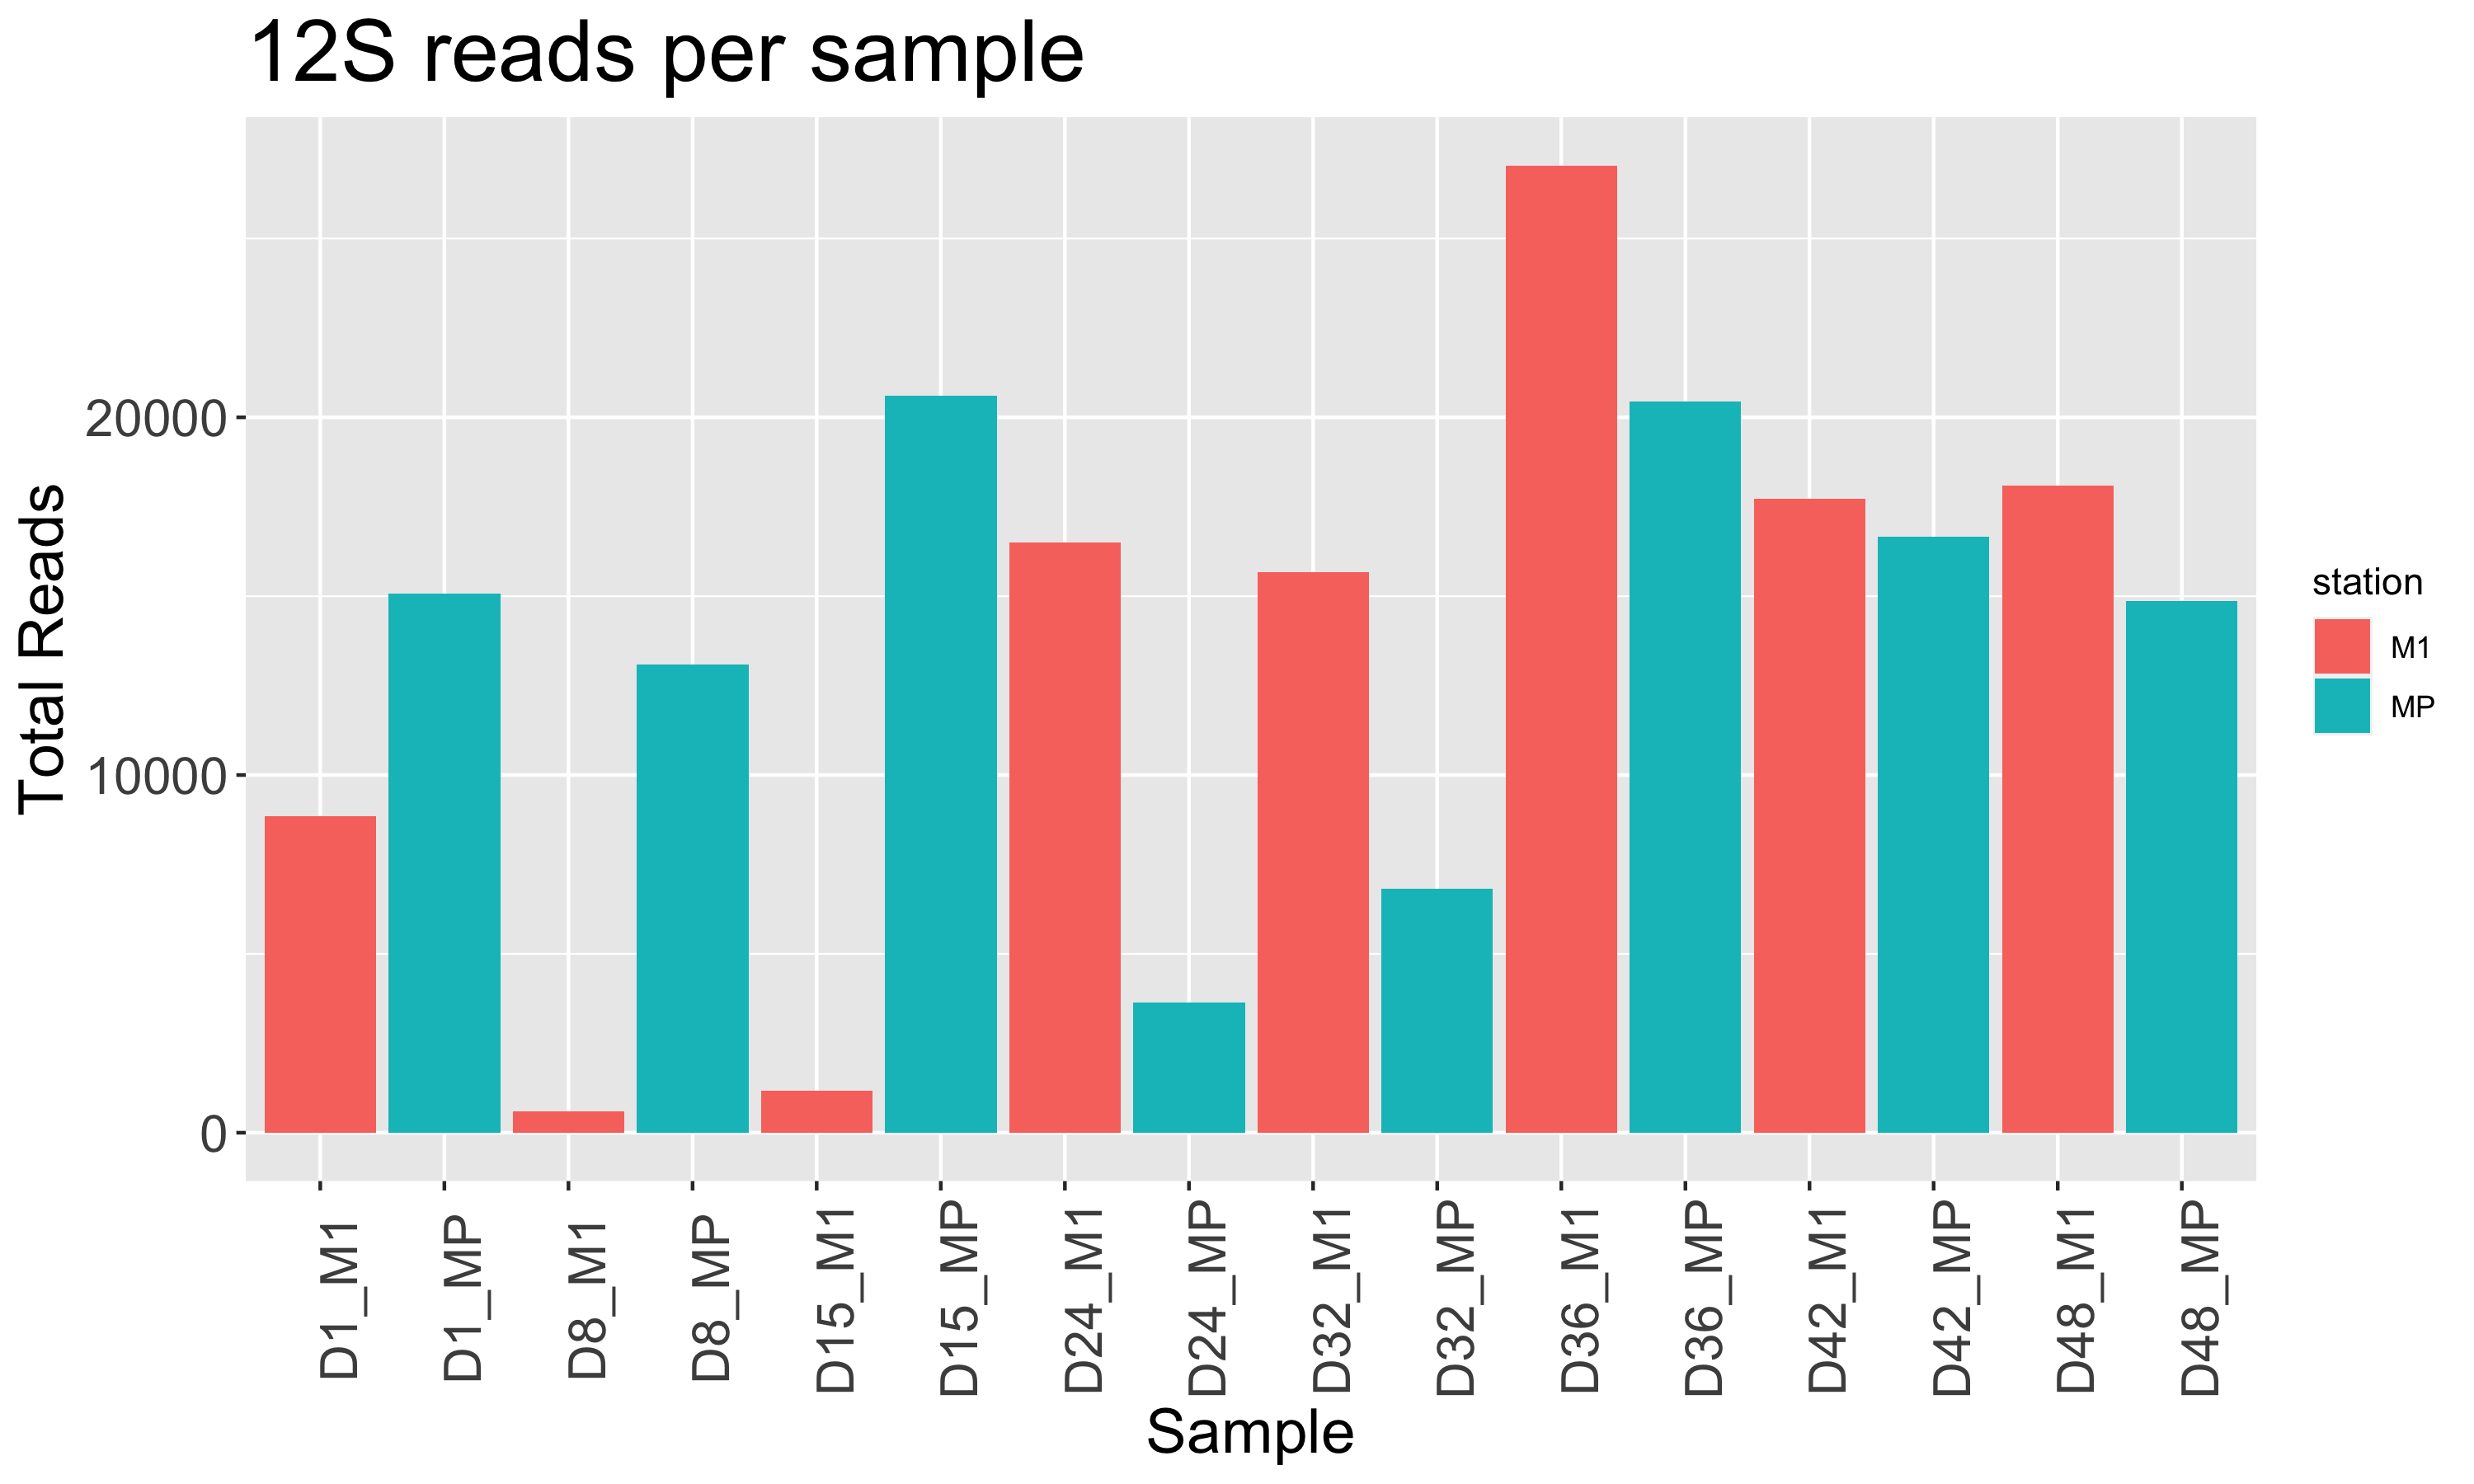 12S reads per sample
Total Reads
20000
10000
0
D1_M1
D1_MP
D8_M1
D8_MP
D15_M1
D15_MP
D24_M1
D24_MP
D32_M1
D32_MP
D36_M1
D36_MP
D42_M1
D42_MP
D48_M1
D48_MP
Sample
station
M1
MP